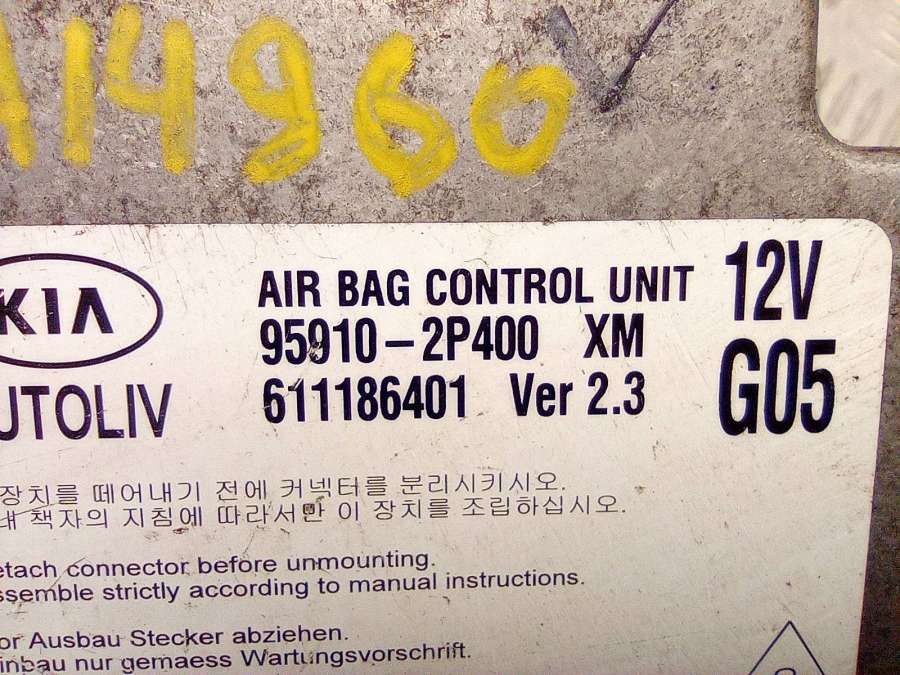 114960
12V
KIA
AIR BAG CONTROL UNIT
95910-2P400 XM
G05
UTOLIV
611186401 Ver 2.3
장치를 떼어내기 전에 커넥터를 분리시키시오.
내 책자의 지침에 따라서만 이 장치를 조립하십시오.
etach connector before unmounting.
ssemble strictly according to manual instructions.
or Ausbau Stecker abziehen.
inbau nur gemaess Wartungsvorschrift.